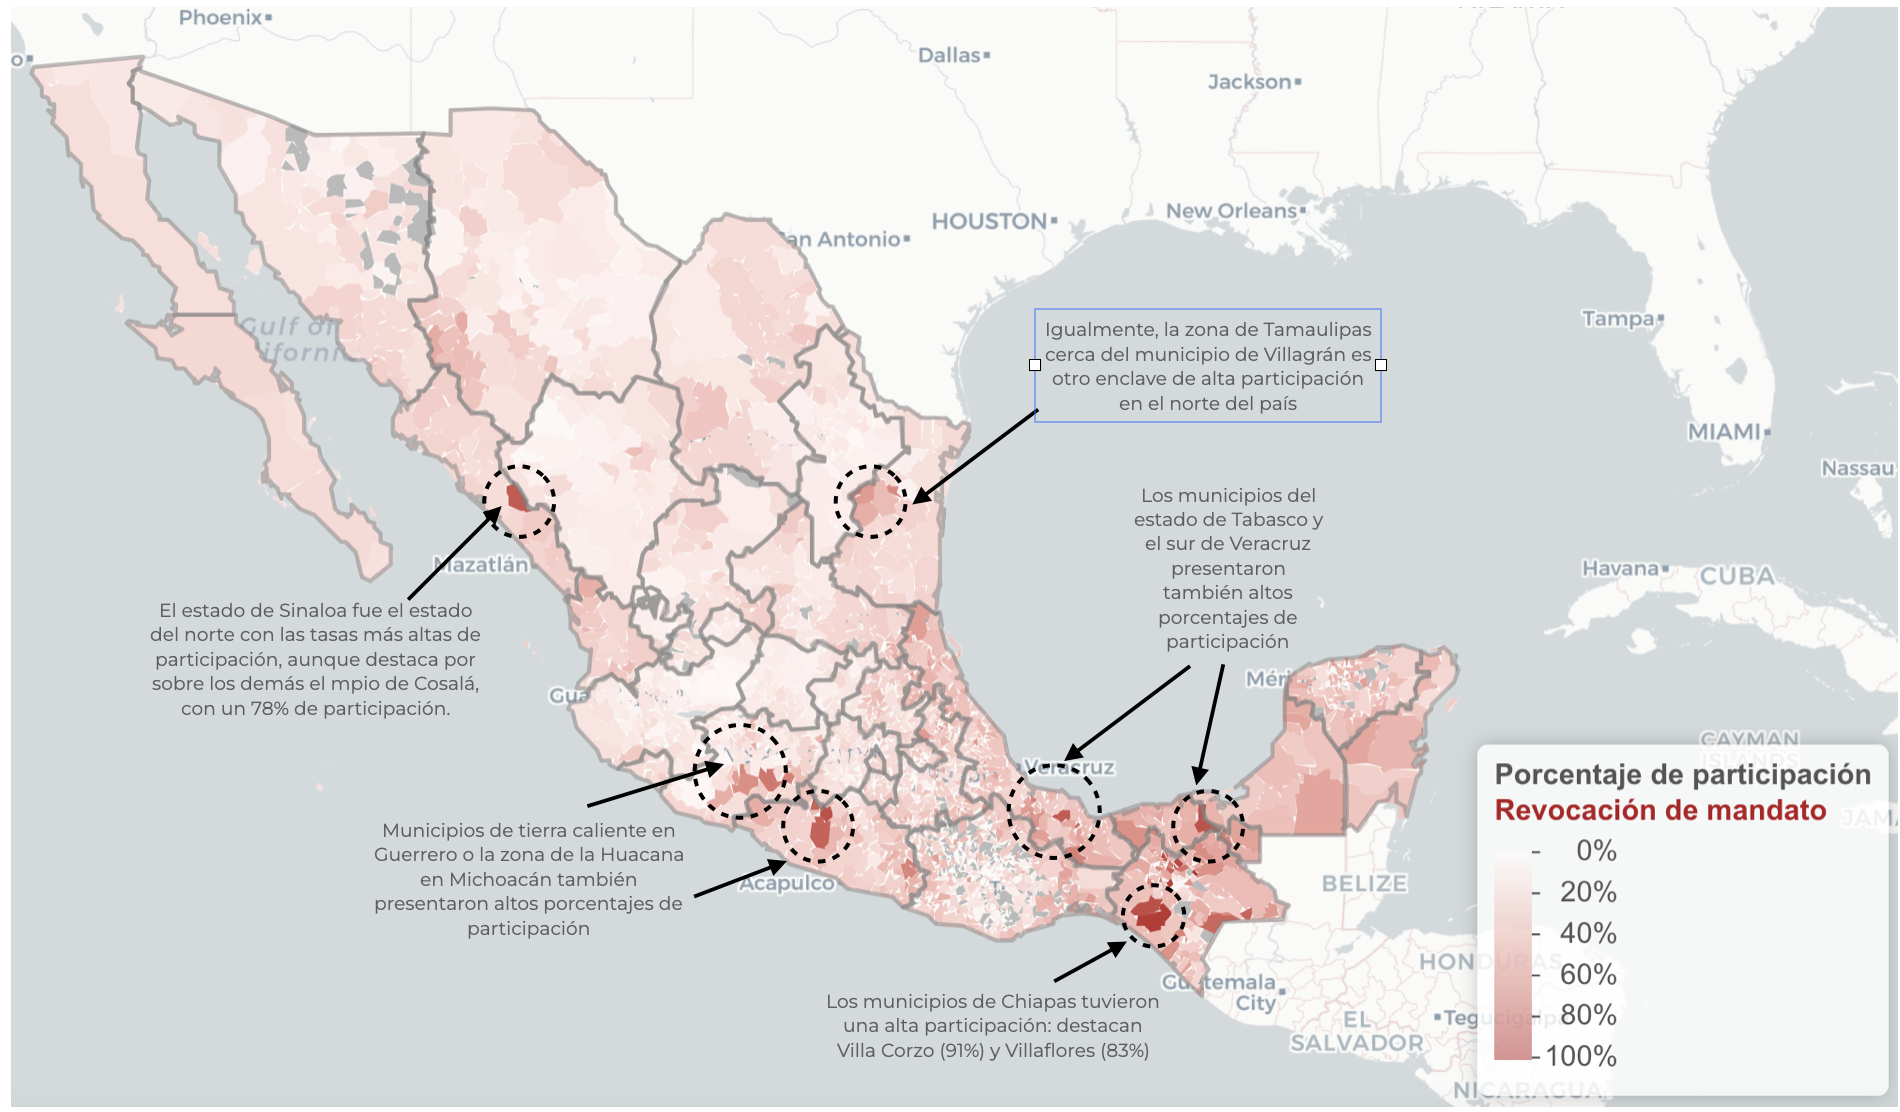 Phoenix
Dallas
Jackson
HOUSTON
New Orleans
an Antonio
Tampa
MIAMI
Nassau
Gulf of
iforni
Igualmente, la zona de Tamaulipas
cerca del municipio de Villagrán es
otro enclave de alta participación
en el norte del país
Los municipios del
estado de Tabasco y
el sur de Veracruz
presentaron
también altos
porcentajes de
participación
Mazatlán
Havana
CUBA
El estado de Sinaloa fue el estado
del norte con las tasas más altas de
participación, aunque destaca por
sobre los demás el mpio de Cosalá,
con un 78% de participación.
Gua
Méri
CAYMAN
ISLANDS
Veracruz
Municipios de tierra caliente en
Guerrero o la zona de la Huacana
en Michoacán también
presentaron altos porcentajes de
participación
Acapulco
BELIZE
JAMA
Porcentaje de participación
Revocación de mandato
0%
20%
40%
60%
80%
100%
Los municipios de Chiapas tuvieron
una alta participación: destacan
Villa Corzo (91%) y Villaflores (83%)
Guatemala
City
HONDURAS
EL
SALVADOR
Tegucigalpa
NICARAGUA